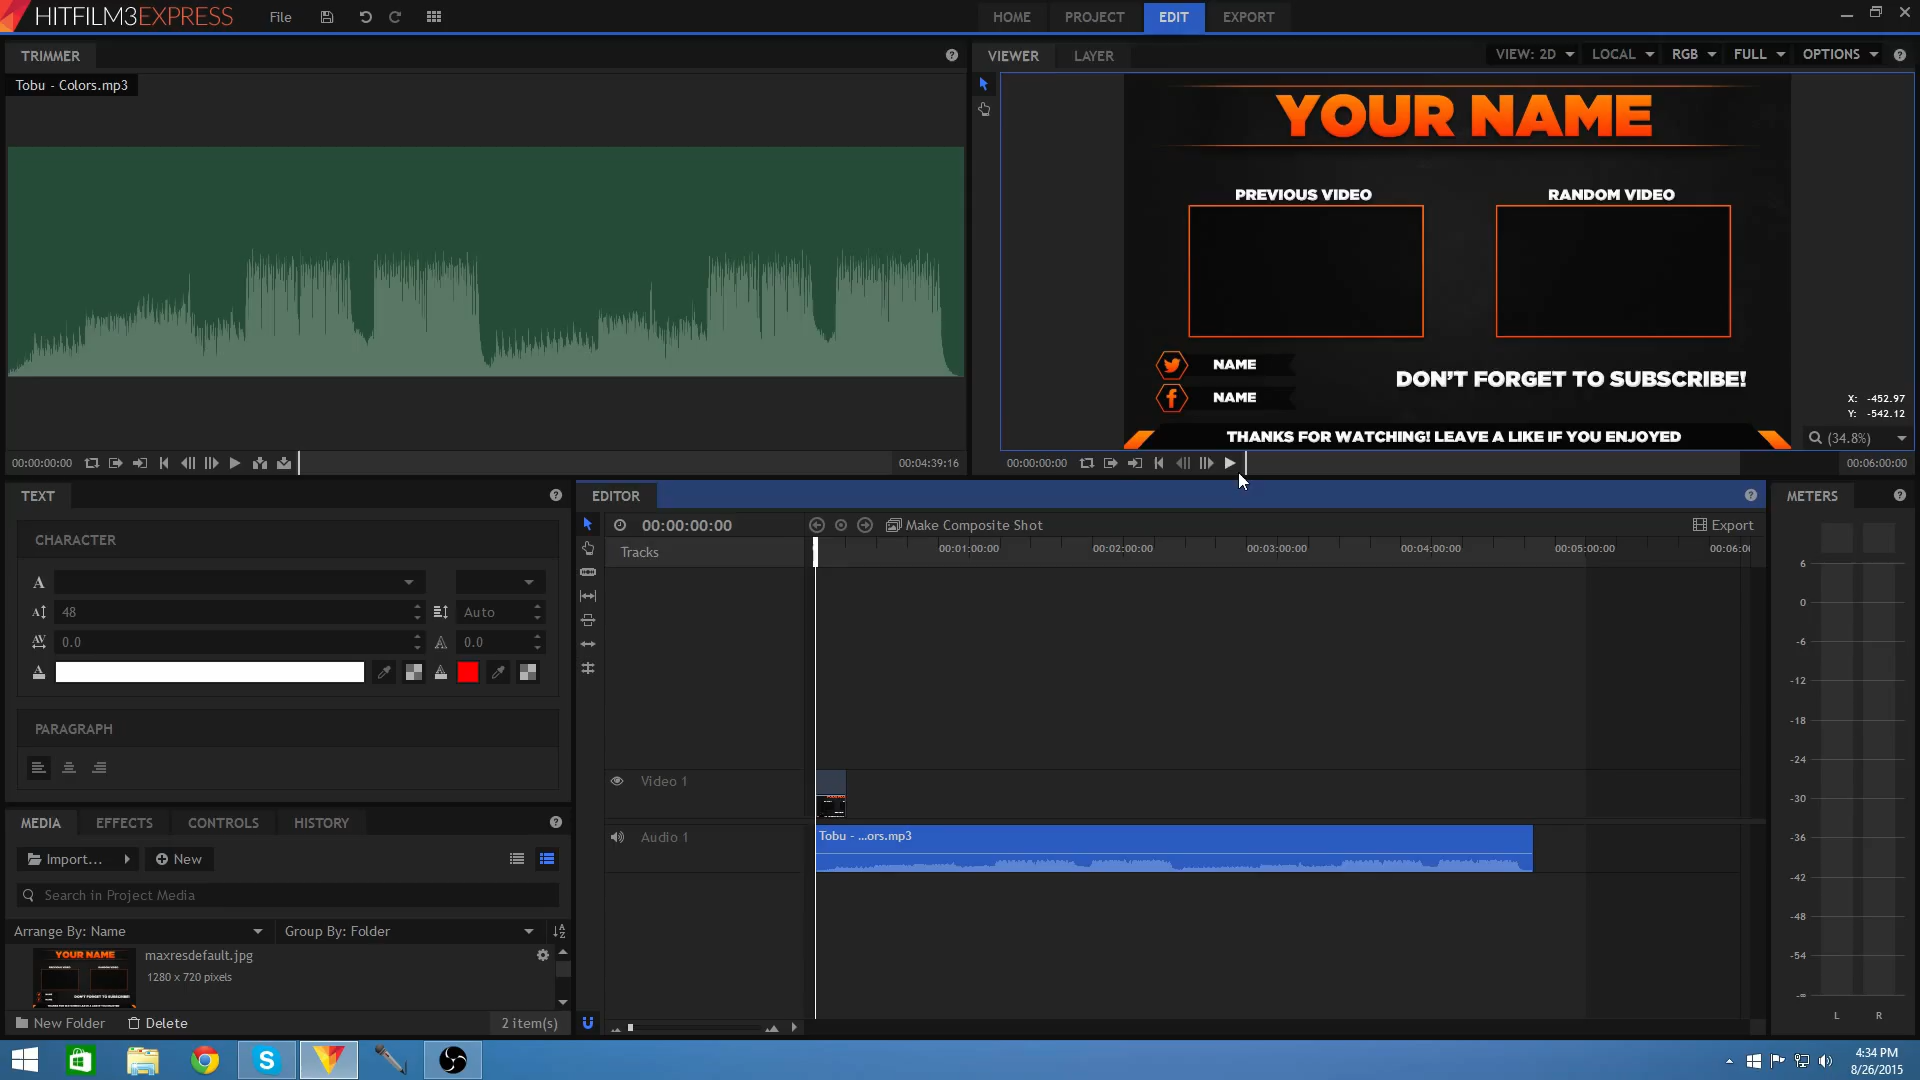 HITFILM3EXPRESS File HOME PROJECT EDIT EXPORT
TRIMMER
Tobu - Colors.mp3
00:00:00:00
00:04:39:16
VIEWER LAYER VIEW: 2D LOCAL RGB FULL OPTIONS
YOUR NAME
PREVIOUS VIDEO RANDOM VIDEO
NAME
NAME
DON'T FORGET TO SUBSCRIBE!
THANKS FOR WATCHING! LEAVE A LIKE IF YOU ENJOYED
X: -452.97
Y: -542.12
(34.8%)
00:00:00:00
00:06:00:00
TEXT
CHARACTER
48 Auto
0.0 0.0
PARAGRAPH
MEDIA EFFECTS CONTROLS HISTORY
Import... New
Search in Project Media
Arrange By: Name Group By: Folder
maxresdefault.jpg
1280 x 720 pixels
New Folder Delete 2 item(s)
EDITOR
00:00:00:00 Make Composite Shot Export
Tracks 00:01:00:00 00:02:00:00 00:03:00:00 00:04:00:00 00:05:00:00 00:06:0
Video 1
Audio 1
Tobu - ...ors.mp3
METERS
6
0
-6
-12
-18
-24
-30
-36
-42
-48
-54
-∞
L R
4:34 PM
8/26/2015